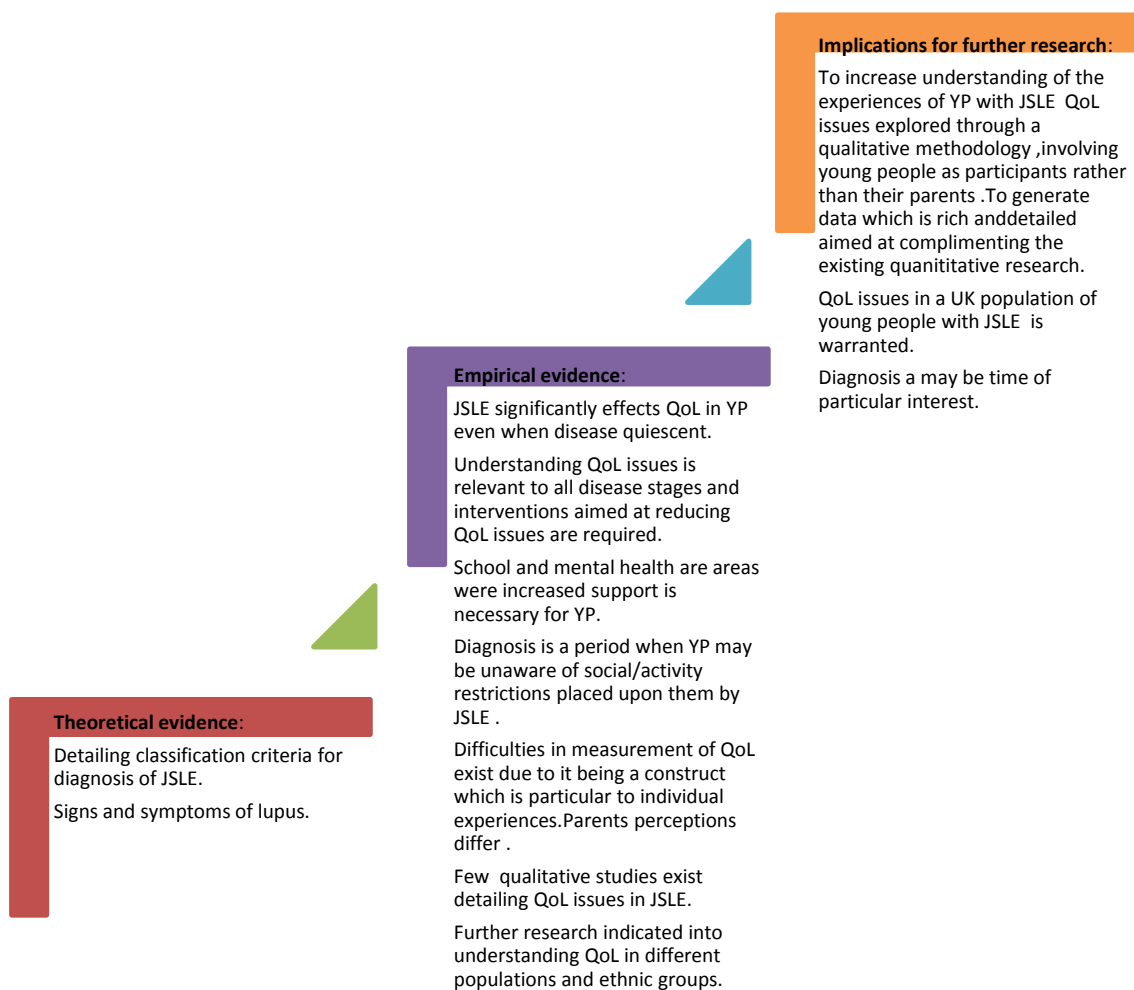 Implications for further research:
To increase understanding of the
experiences of YP with JSLE  QoL
issues explored through a
qualitative methodology ,involving
young people as participants rather
than their parents .To generate
data which is rich anddetailed
aimed at complimenting the
existing quanititative research.
QoL issues in a UK population of
young people with JSLE  is
warranted.
Diagnosis a may be time of
particular interest.
Empirical evidence:
JSLE significantly effects QoL in YP
even when disease quiescent.
Understanding QoL issues is
relevant to all disease stages and
interventions aimed at reducing
QoL issues are required.
School and mental health are areas
were increased support is
necessary for YP.
Diagnosis is a period when YP may
be unaware of social/activity
restrictions placed upon them by
JSLE .
Difficulties in measurement of QoL
exist due to it being a construct
which is particular to individual
experiences.Parents perceptions
differ .
Few  qualitative studies exist
detailing QoL issues in JSLE.
Further research indicated into
understanding QoL in different
populations and ethnic groups.
Theoretical evidence:
Detailing classification criteria for
diagnosis of JSLE.
Signs and symptoms of lupus.